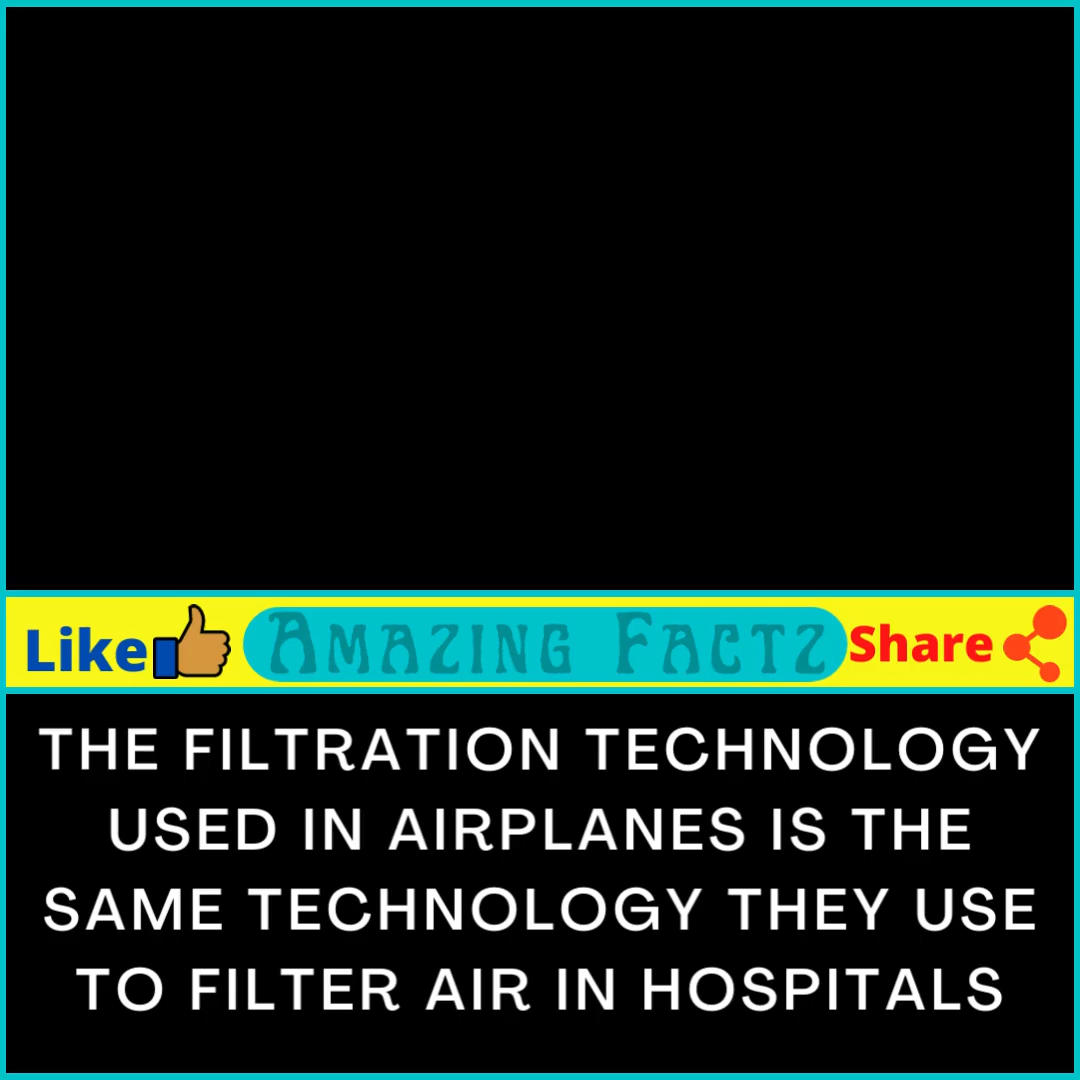 Like Amazing Factz Share
THE FILTRATION TECHNOLOGY
USED IN AIRPLANES IS THE
SAME TECHNOLOGY THEY USE
TO FILTER AIR IN HOSPITALS